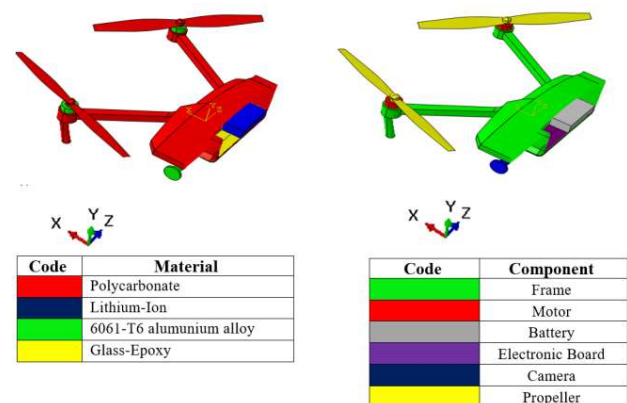 X Y Z
Code Material
Polycarbonate
Lithium-Ion
6061-T6 alumunium alloy
Glass-Epoxy
X Y Z
Code Component
Frame
Motor
Battery
Electronic Board
Camera
Propeller